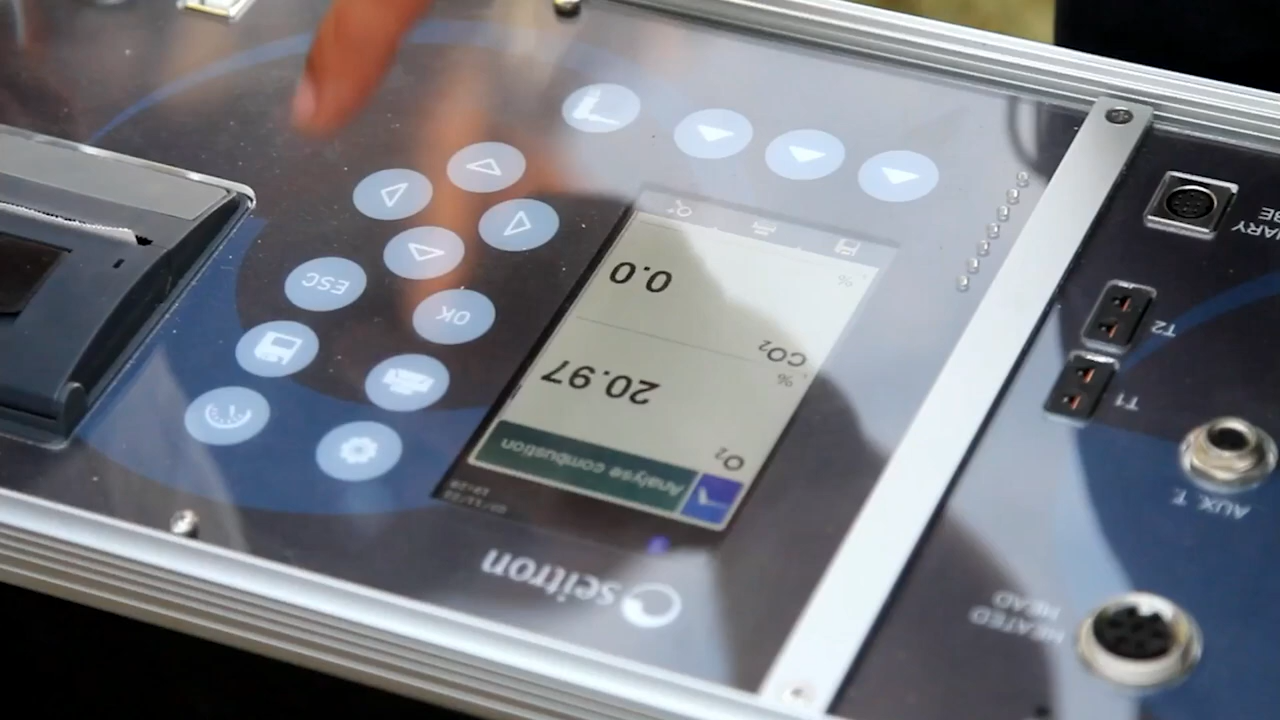 seitron
Analyse combustion
O₂
%
20.97
CO₂
%
0.0
ESC
OK
T1
T2
AUX. T
HEATED
HEAD